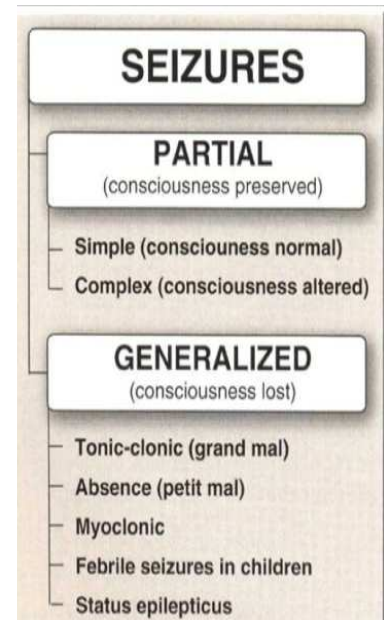 SEIZURES
PARTIAL
(consciousness preserved)
Simple (consciouness normal)
Complex (consciousness altered)
GENERALIZED
(consciousness lost)
Tonic-clonic (grand mal)
Absence (petit mal)
Myoclonic
Febrile seizures in children
Status epilepticus